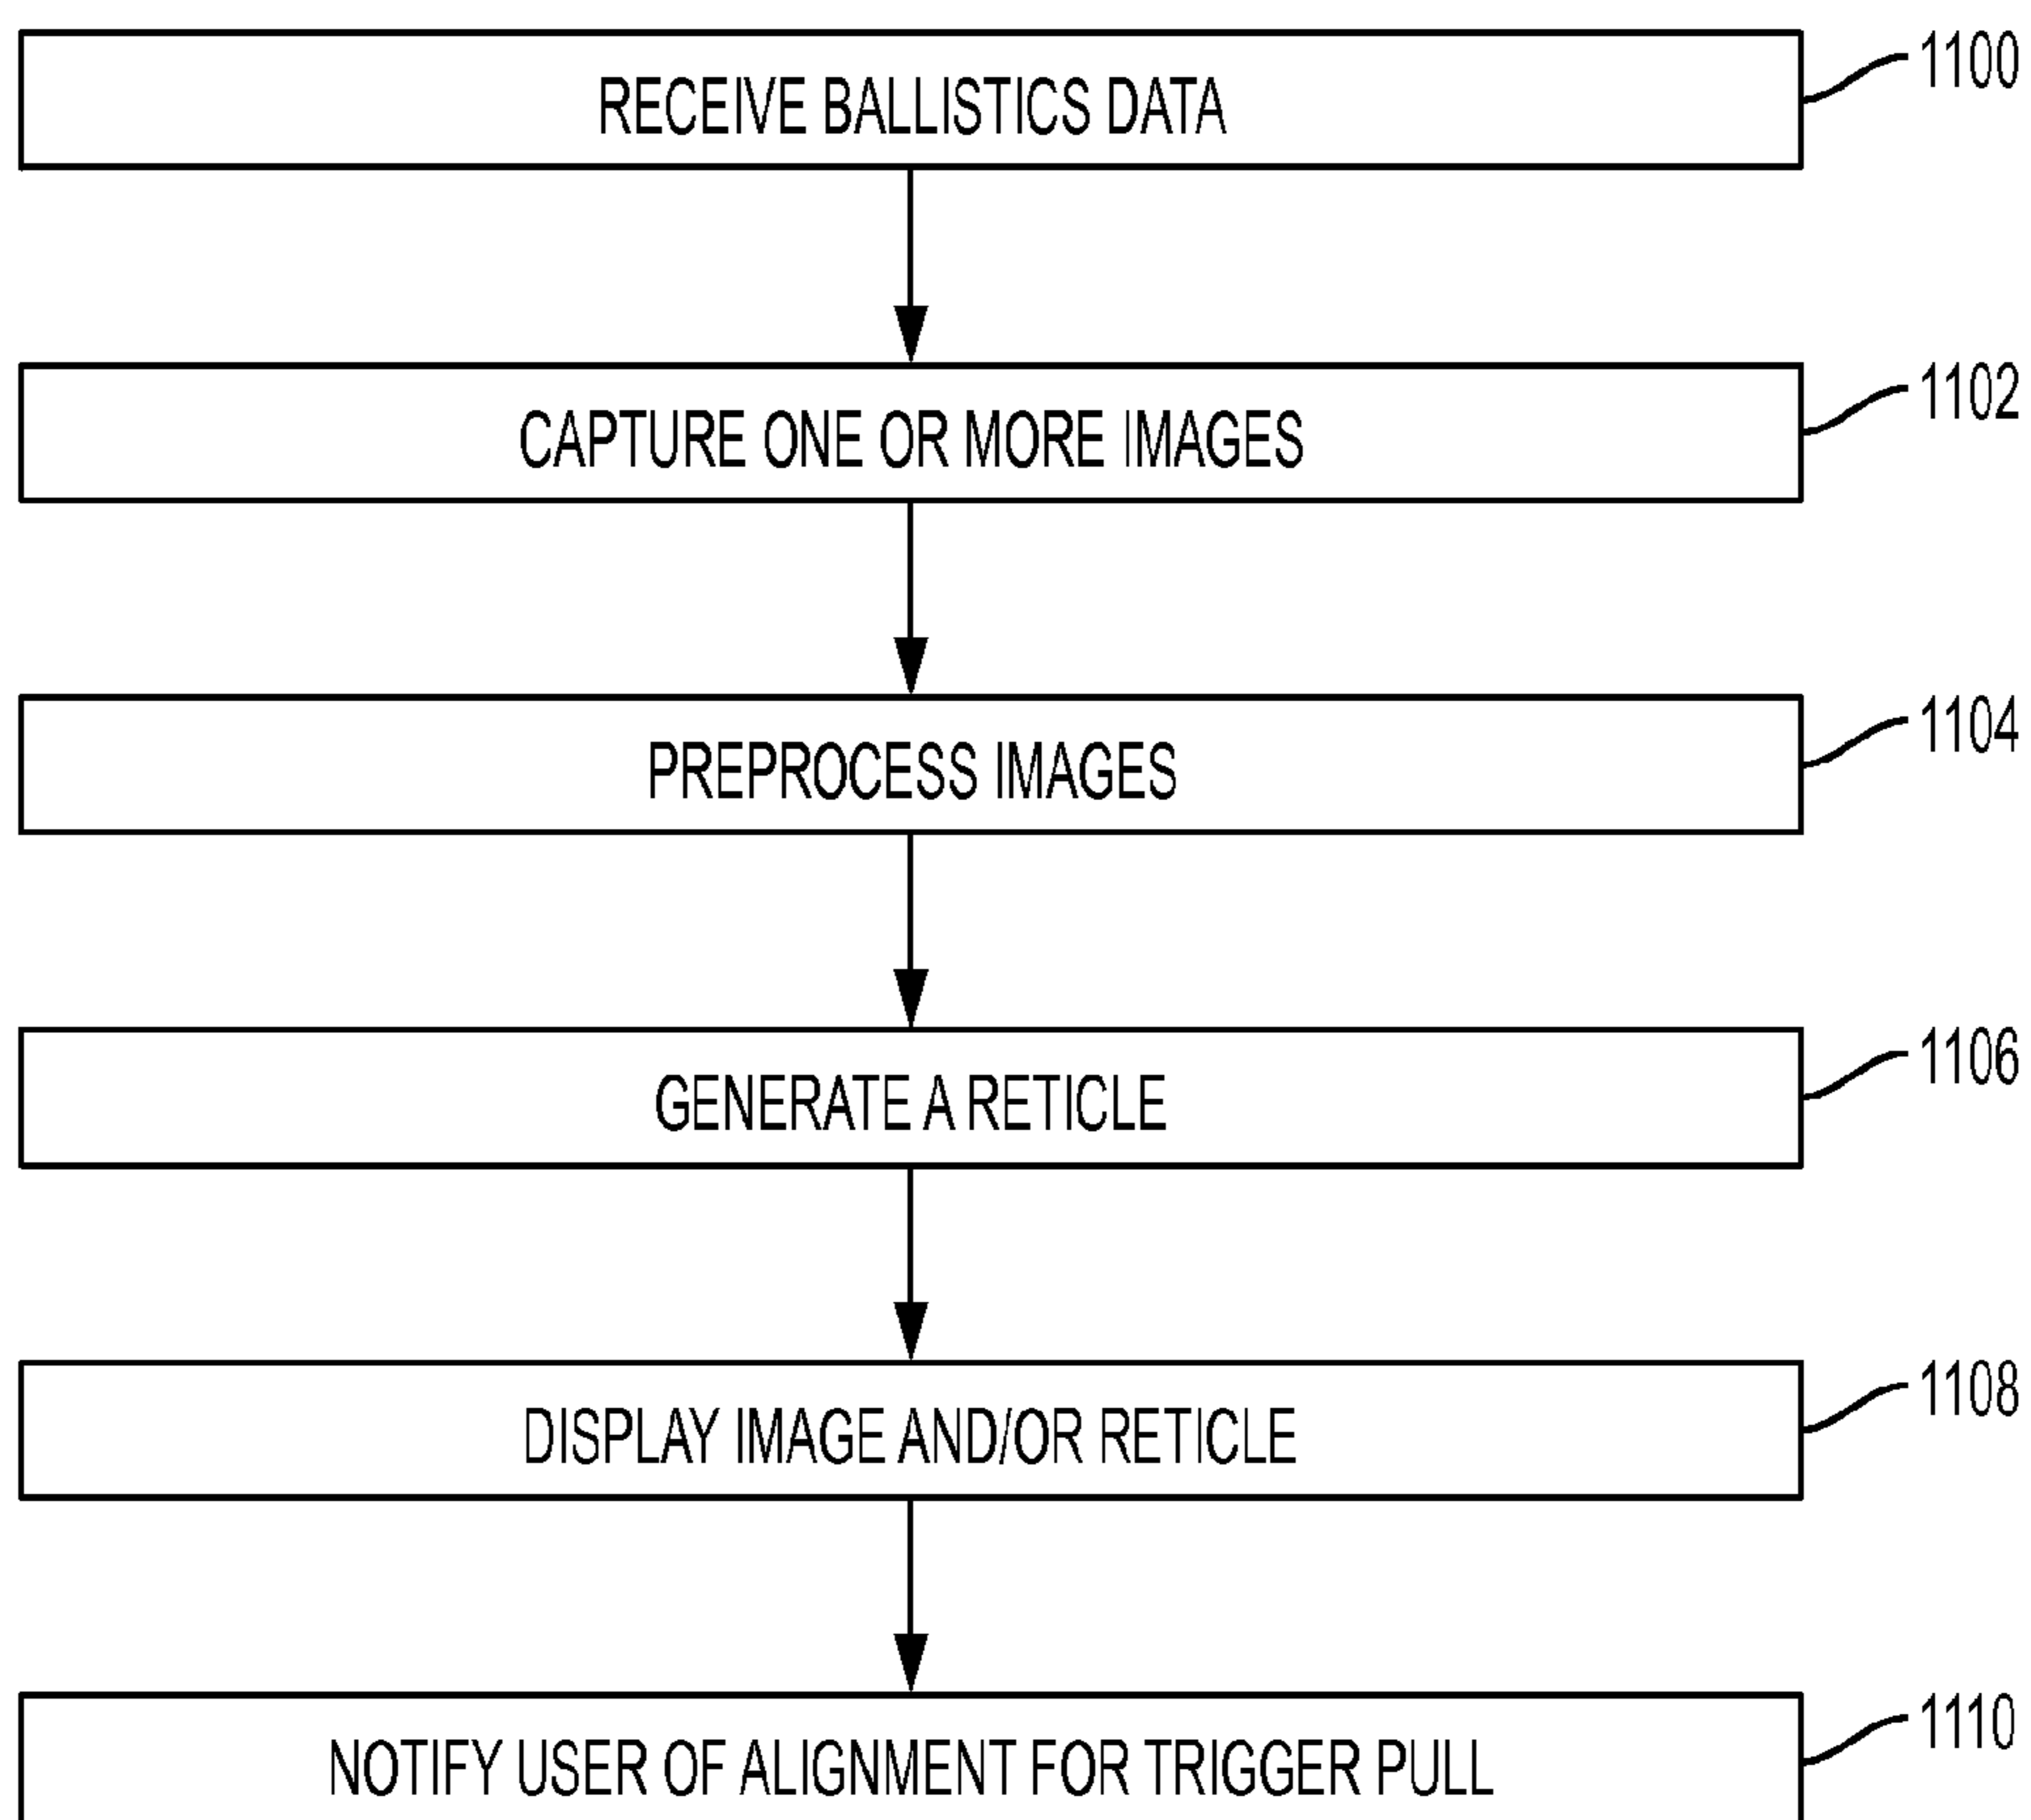 RECEIVE BALLISTICS DATA
1100
CAPTURE ONE OR MORE IMAGES
1102
PREPROCESS IMAGES
1104
GENERATE A RETICLE
1106
DISPLAY IMAGE AND/OR RETICLE
1108
NOTIFY USER OF ALIGNMENT FOR TRIGGER PULL
1110